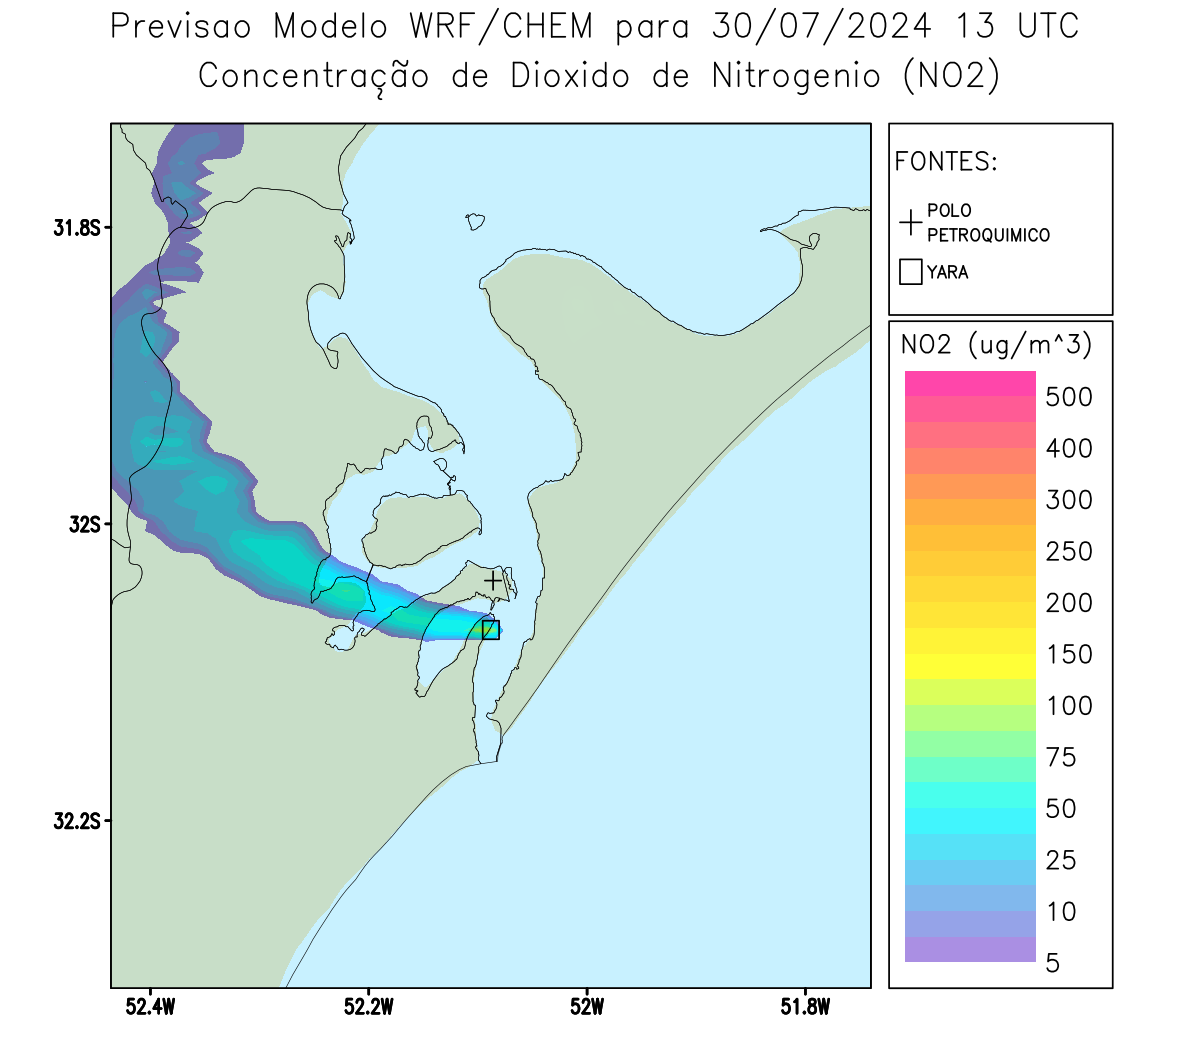 Previsao Modelo WRF/CHEM para 30/07/2024 13 UTC
Concentração de Dioxido de Nitrogenio (NO2)
FONTES:
POLO
PETROQUIMICO
YARA
NO2 (ug/m^3)
500
400
300
250
200
150
100
75
50
25
10
5
31.8S
32S
32.2S
52.4W
52.2W
52W
51.8W